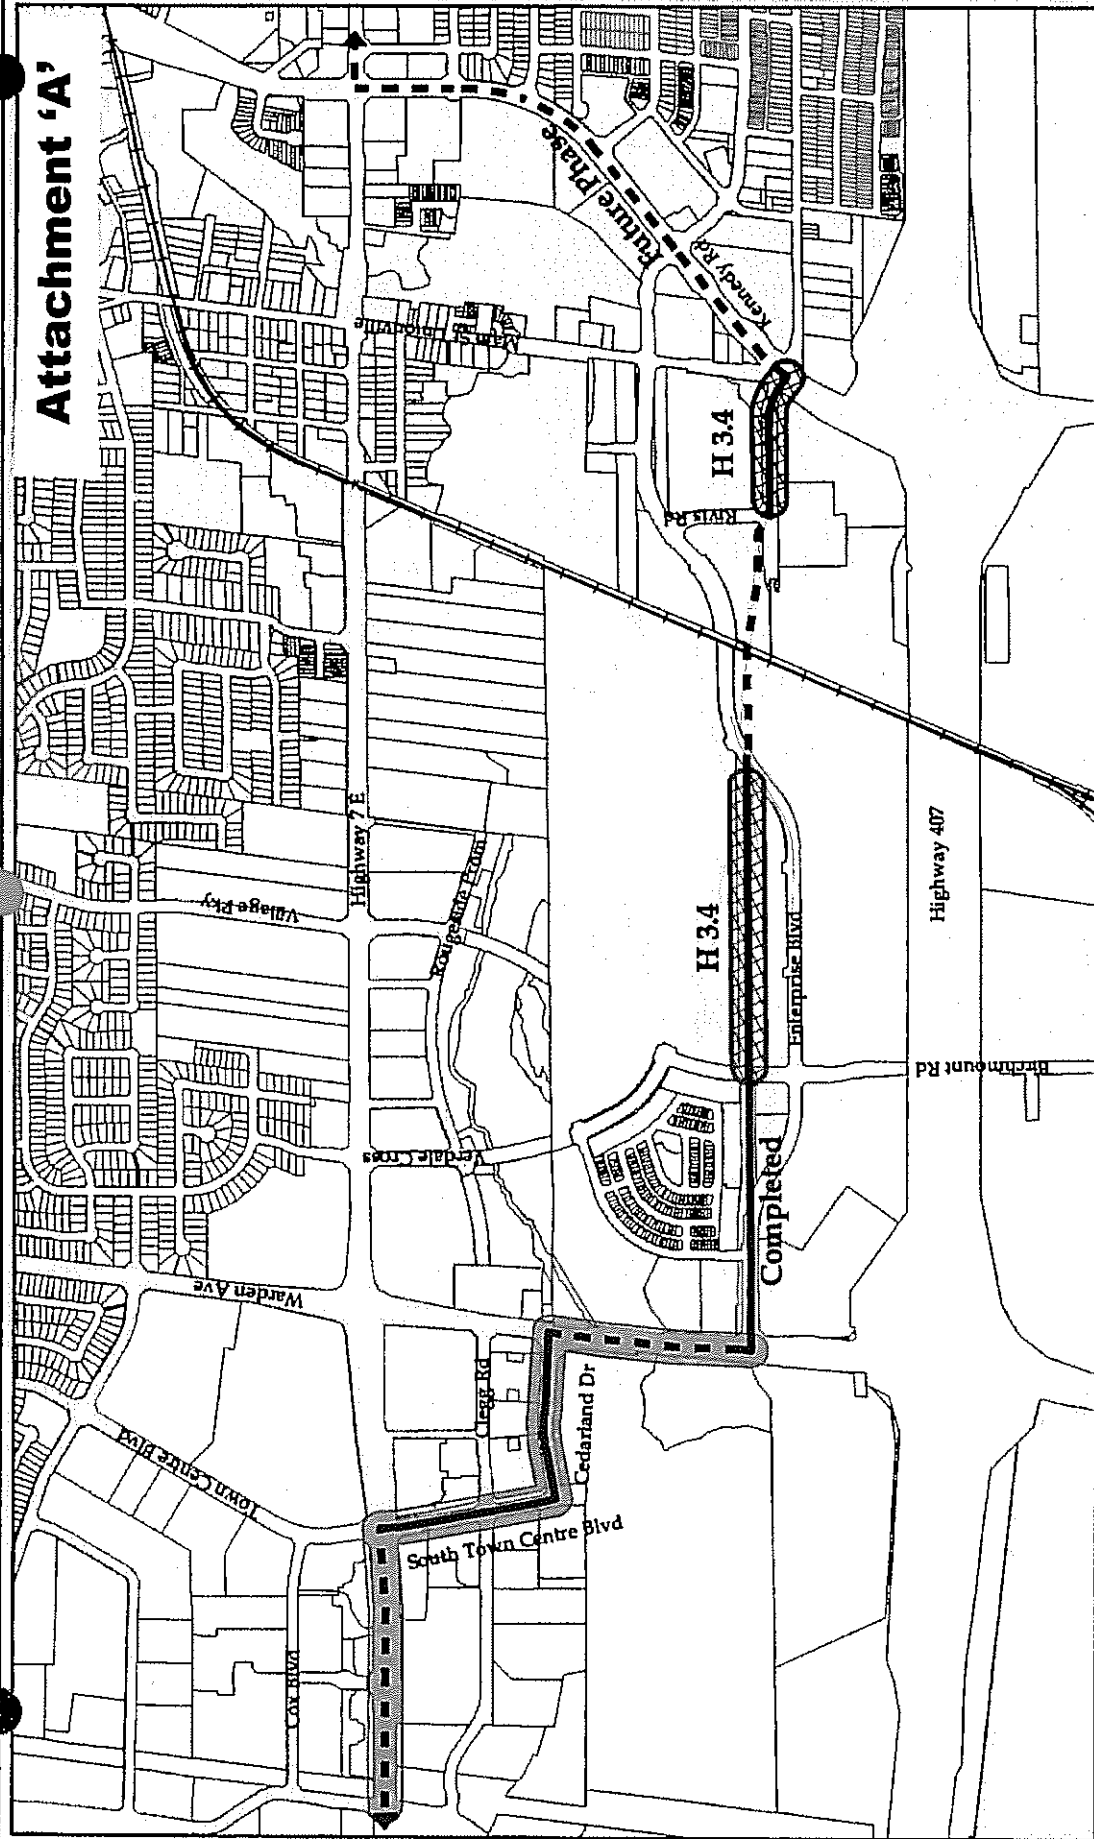 Attachment 'A'
Future Phase
Kennedy Rd
Main St Unionville
H 3.4
Rivis Rd
Highway 7 E
Village Pky
Rougeside Prom
H 3.4
Enterprise Blvd
Highway 407
Birchmount Rd
Verdale Cross
Completed
Warden Ave
Clegg Rd
Cedarland Dr
Town Centre Blvd
South Town Centre Blvd
Cox Blvd